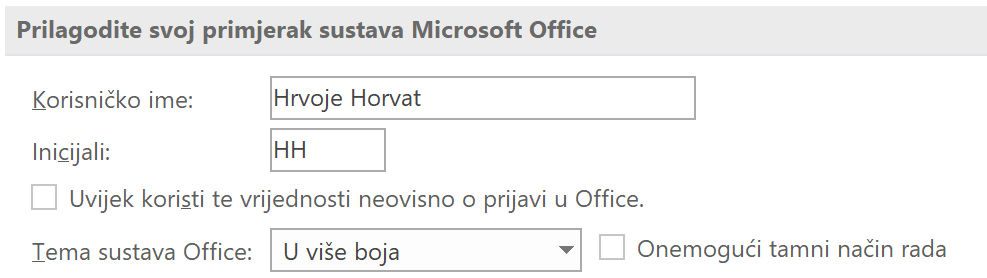 Prilagodite svoj primjerak sustava Microsoft Office
Korisničko ime: Hrvoje Horvat
Inicijali: HH
Uvijek koristi te vrijednosti neovisno o prijavi u Office.
Tema sustava Office: U više boja Onemogući tamni način rada